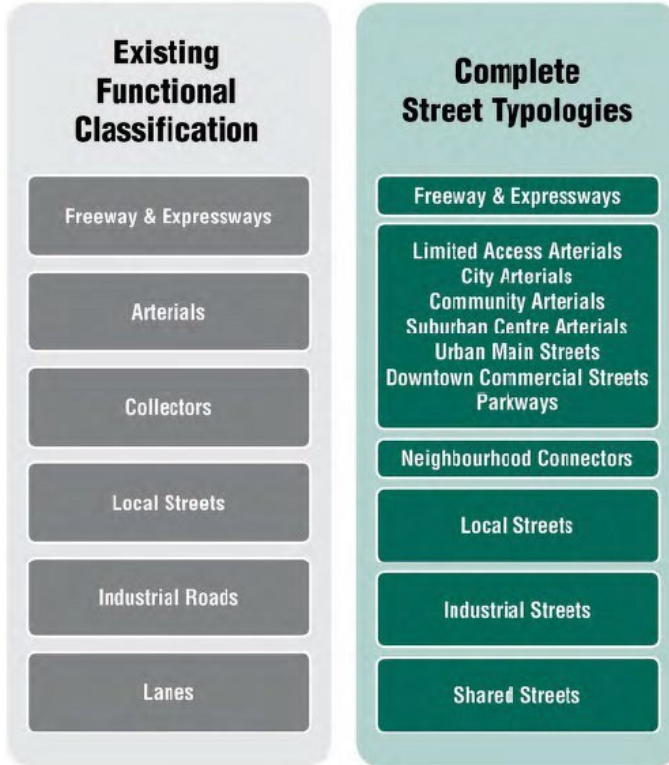 Existing
Functional
Classification
Freeway & Expressways
Arterials
Collectors
Local Streets
Industrial Roads
Lanes
Complete
Street Typologies
Freeway & Expressways
Limited Access Arterials
City Arterials
Community Arterials
Suburban Centre Arterials
Urban Main Streets
Downtown Commercial Streets
Parkways
Neighbourhood Connectors
Local Streets
Industrial Streets
Shared Streets